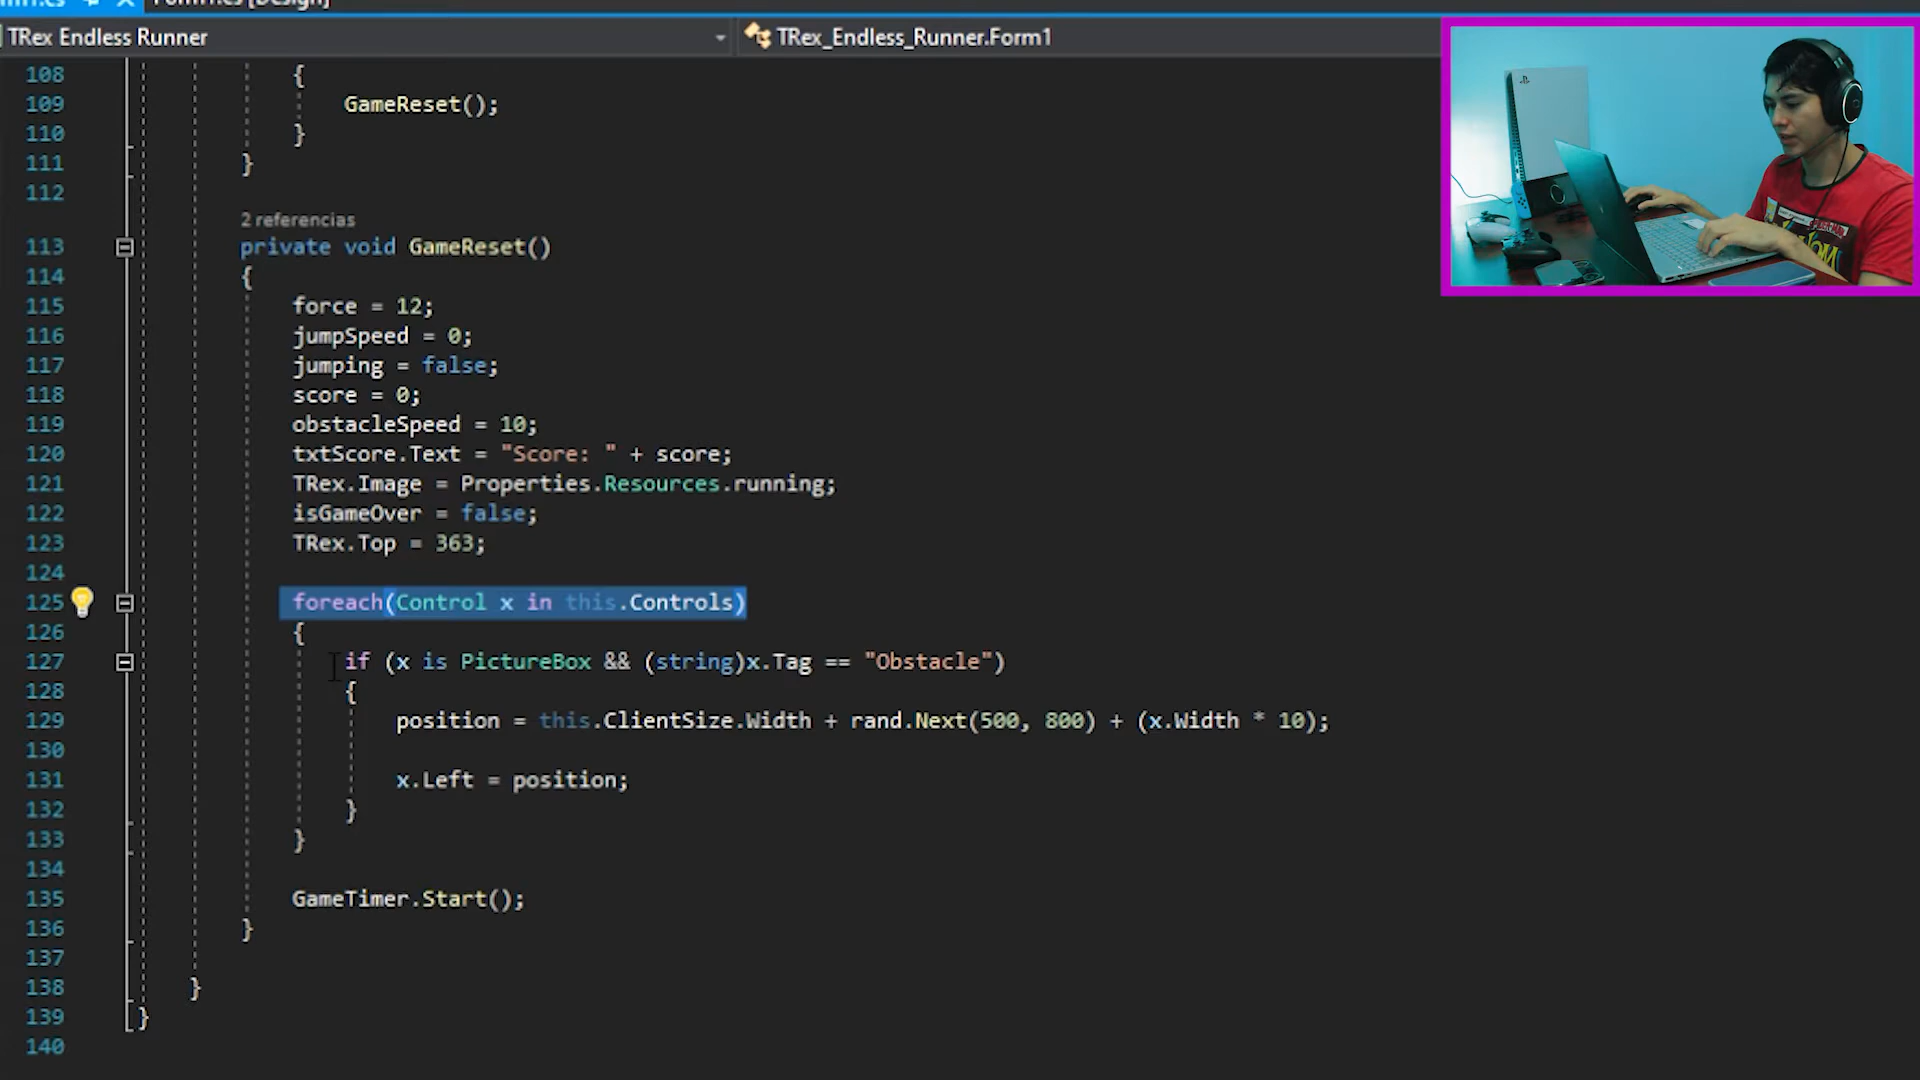 TRex Endless Runner
TRex_Endless_Runner.Form1
108 {
109 GameReset();
110 }
111 }
112
2 referencias
113 private void GameReset()
114 {
115 force = 12;
116 jumpSpeed = 0;
117 jumping = false;
118 score = 0;
119 obstacleSpeed = 10;
120 txtScore.Text = "Score: " + score;
121 TRex.Image = Properties.Resources.running;
122 isGameOver = false;
123 TRex.Top = 363;
124
125 foreach(Control x in this.Controls)
126 {
127 if (x is PictureBox && (string)x.Tag == "Obstacle")
128 {
129 position = this.ClientSize.Width + rand.Next(500, 800) + (x.Width * 10);
130
131 x.Left = position;
132 }
133 }
134
135 GameTimer.Start();
136 }
137
138 }
139 }
140